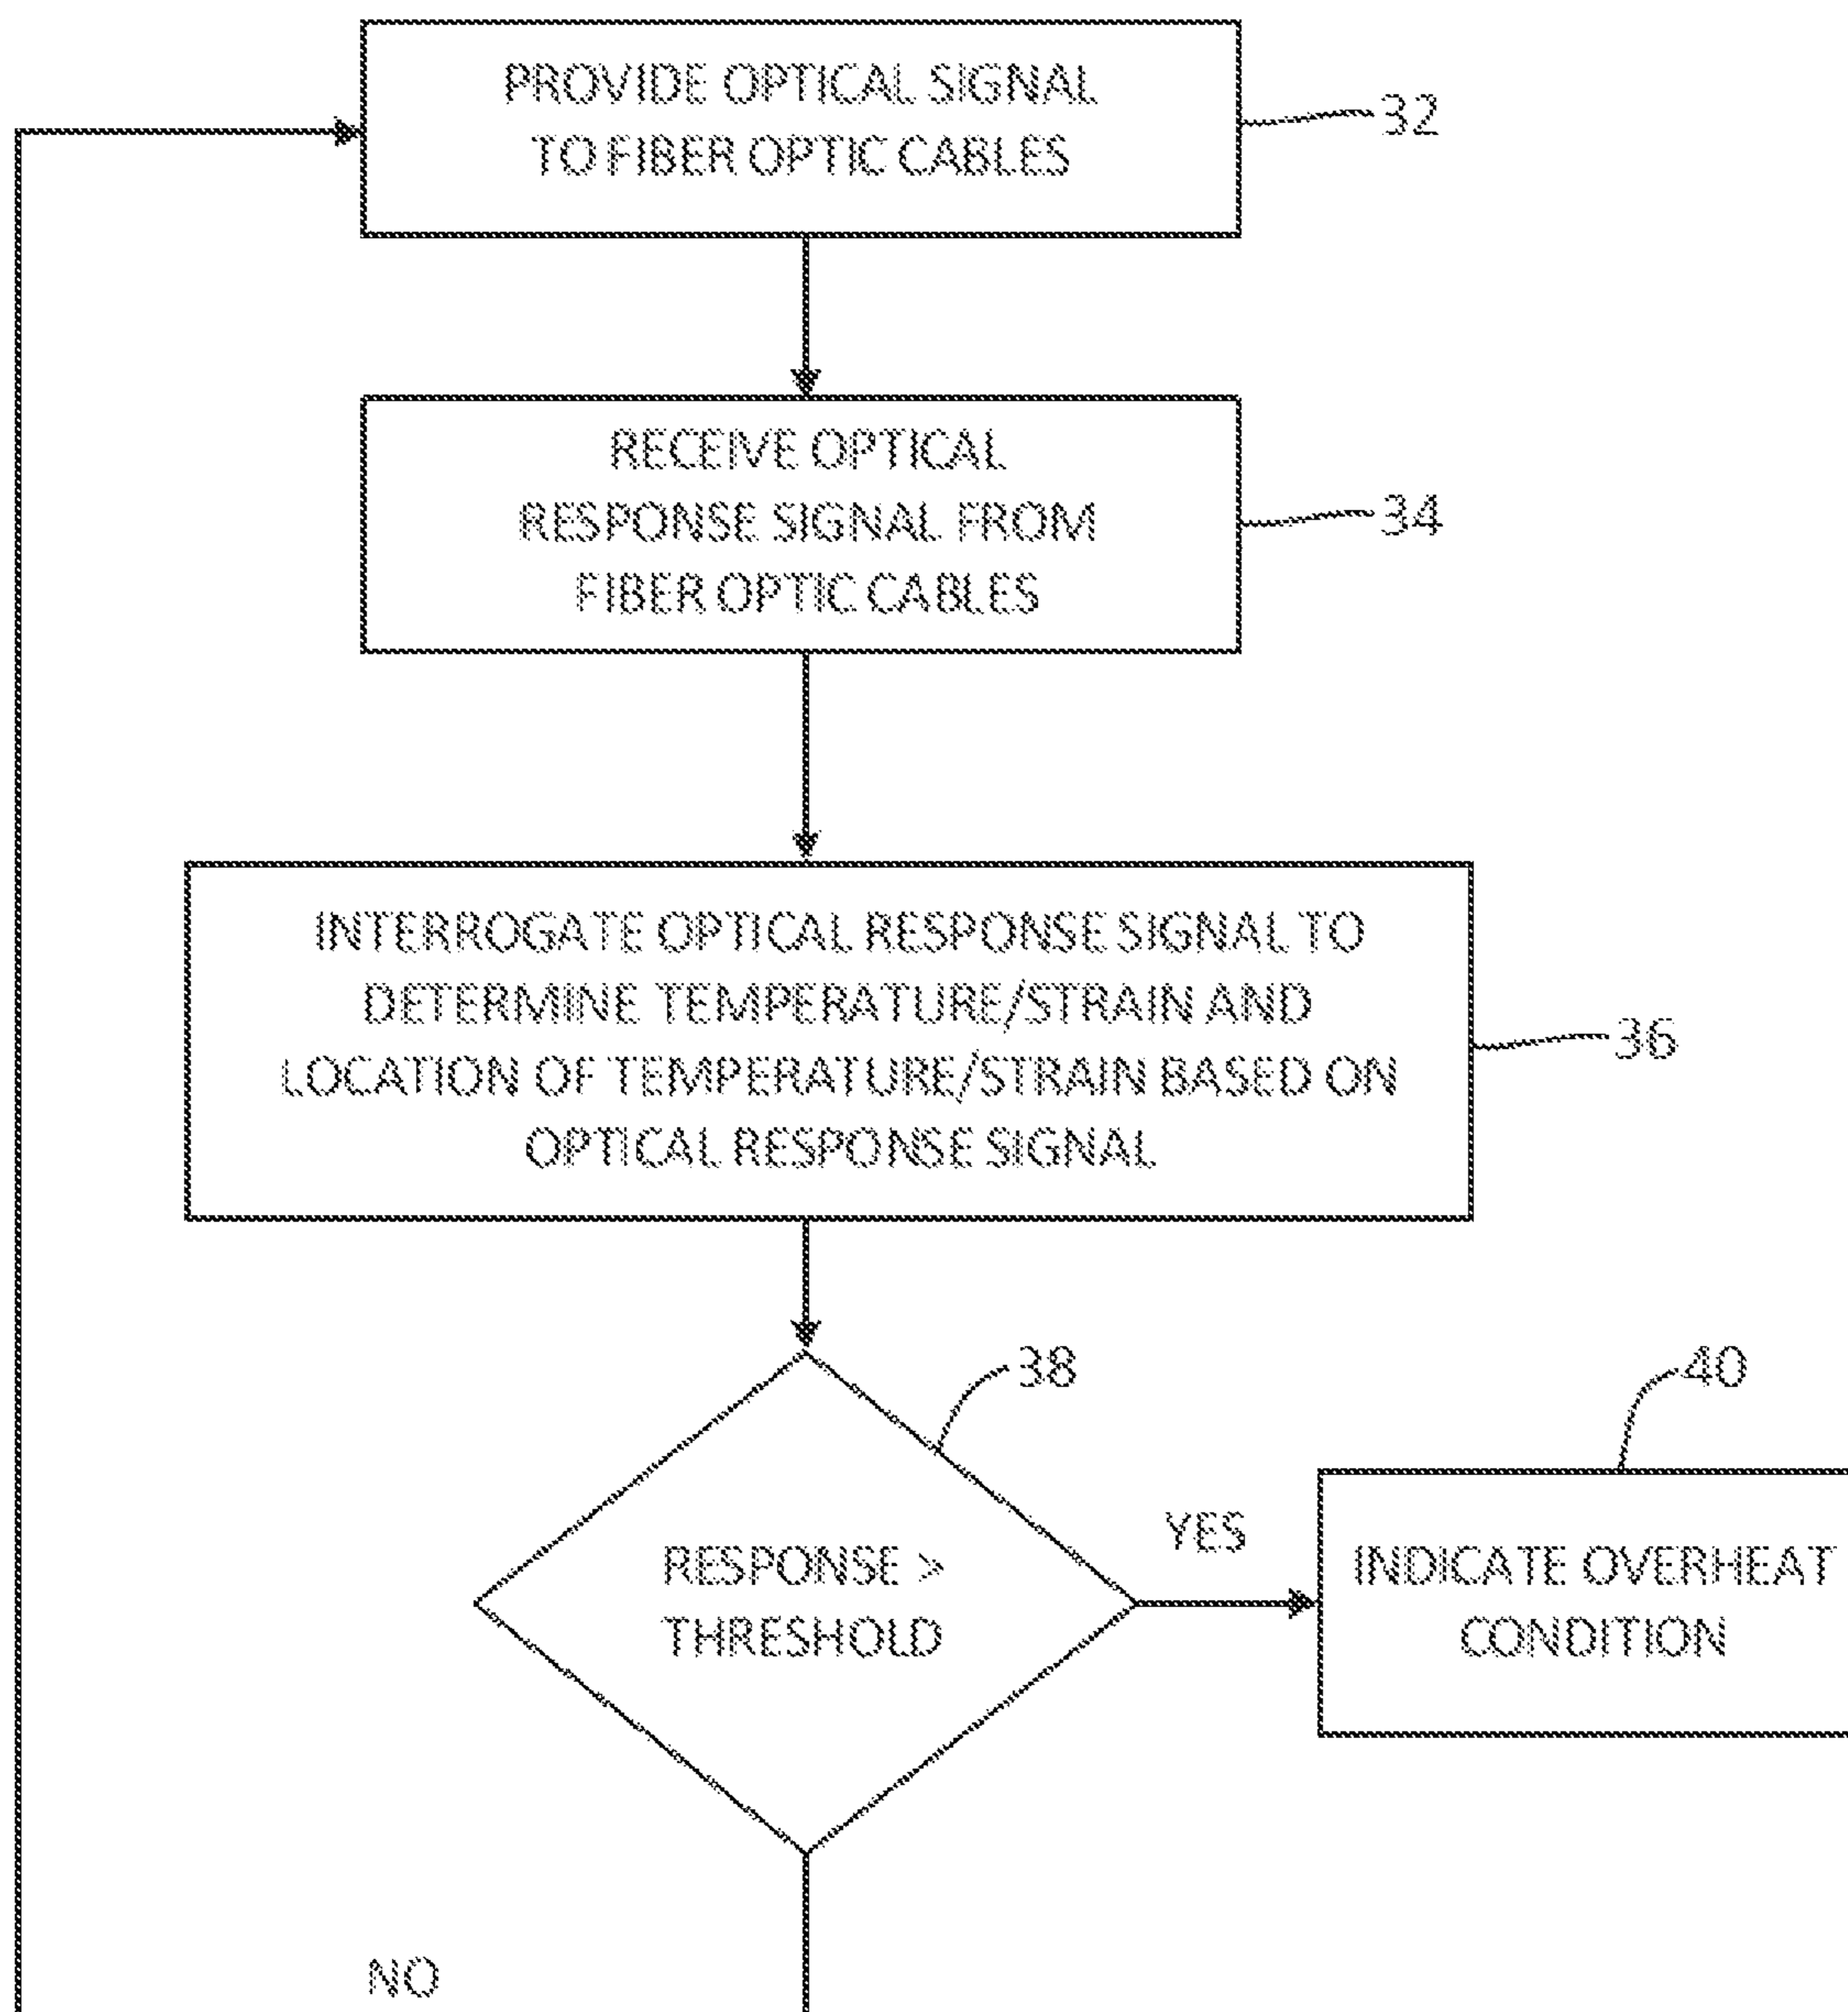 PROVIDE OPTICAL SIGNAL
TO FIBER OPTIC CABLES
32
RECEIVE OPTICAL
RESPONSE SIGNAL FROM
FIBER OPTIC CABLES
34
INTERROGATE OPTICAL RESPONSE SIGNAL TO
DETERMINE TEMPERATURE/STRAIN AND
LOCATION OF TEMPERATURE/STRAIN BASED ON
OPTICAL RESPONSE SIGNAL
36
38
40
RESPONSE >
THRESHOLD
YES
INDICATE OVERHEAT
CONDITION
NO